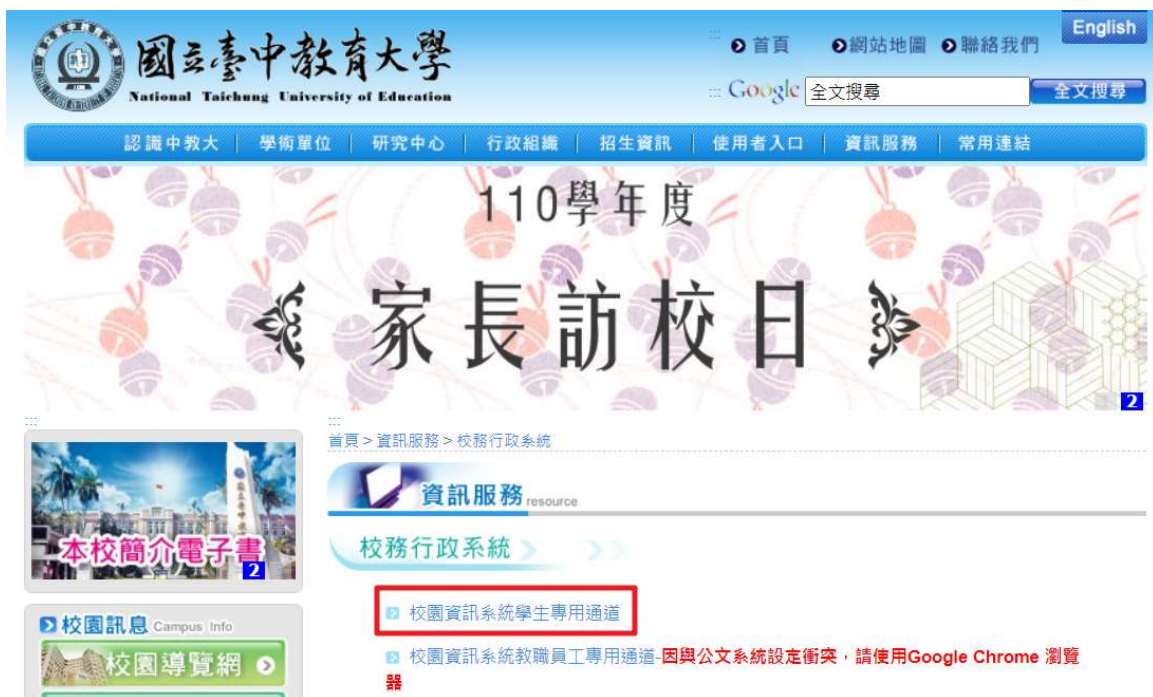 English
國立臺中教育大學
National Taichung University of Education
::: 首頁 網站地圖 聯絡我們
::: Google 全文搜尋 全文搜尋
認識中教大 | 學術單位 | 研究中心 | 行政組織 | 招生資訊 | 使用者入口 | 資訊服務 | 常用連結
110學年度
家長訪校日
2
:::
本校簡介電子書
2
校園訊息 Campus Info
校園導覽網
:::
首頁 > 資訊服務 > 校務行政系統
資訊服務 resource
校務行政系統
校園資訊系統學生專用通道
校園資訊系統教職員工專用通道-因與公文系統設定衝突,請使用Google Chrome 瀏覽
器